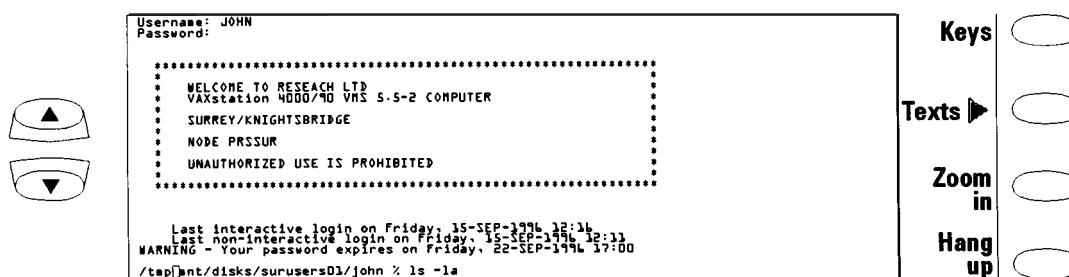 Username: JOHN
Password:
WELCOME TO RESEACH LTD
VAXstation 4000/90 VMS 5.5-2 COMPUTER
SURREY/KNIGHTSBRIDGE
NODE PRSSUR
UNAUTHORIZED USE IS PROHIBITED
Last interactive login on Friday, 15-SEP-1996 12:16
Last non-interactive login on Friday, 15-SEP-1996 12:11
WARNING - Your password expires on Friday, 22-SEP-1996 17:00
/tmp▯mnt/disks/surusers01/john % ls -la
Keys
Texts
Zoom
in
Hang
up